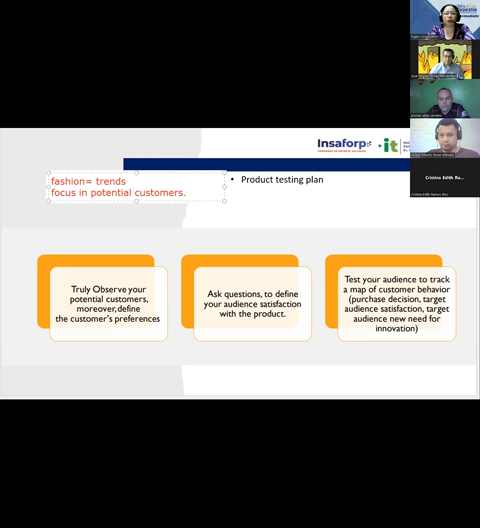 Insaforp
it
fashion= trends
focus in potential customers.
• Product testing plan
Truly Observe your
potential customers,
moreover, define
the customer's preferences
Ask questions, to define
your audience satisfaction
with the product.
Test your audience to track
a map of customer behavior
(purchase decision, target
audience satisfaction, target
audience new need for
innovation)
Cristina Edith Ra...